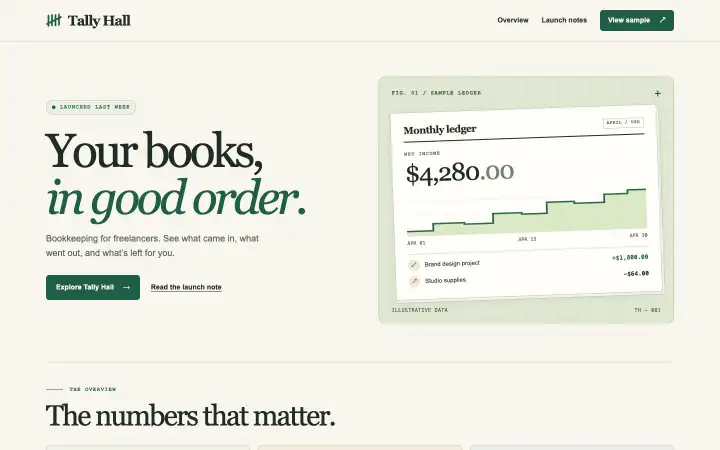 Tally Hall
Overview
Launch notes
View sample ↗
LAUNCHED LAST WEEK
Your books,
in good order.
Bookkeeping for freelancers. See what came in, what
went out, and what's left for you.
Explore Tally Hall →
Read the launch note
FIG. 01 / SAMPLE LEDGER +
Monthly ledger
APRIL / USD
NET INCOME
$4,280.00
APR 01
APR 15
APR 30
Brand design project
+$1,800.00
Studio supplies
−$64.00
ILLUSTRATIVE DATA
TH — 001
THE OVERVIEW
The numbers that matter.